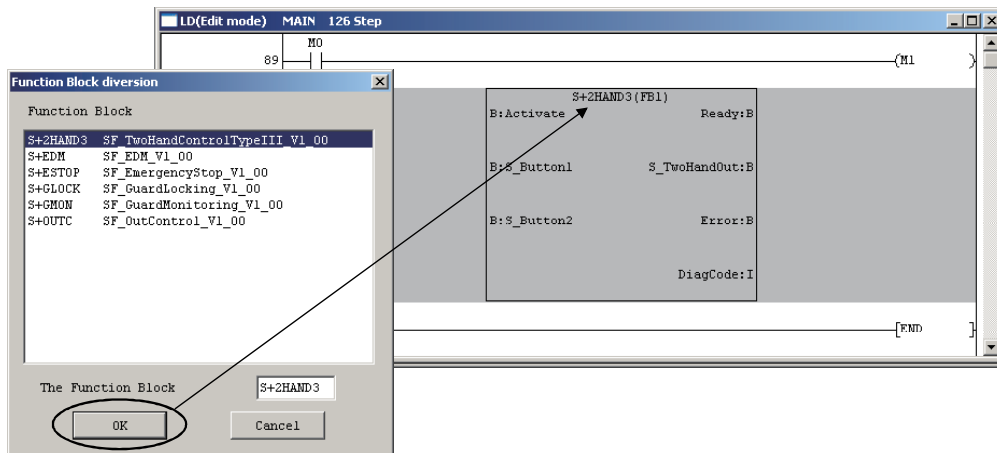 LD(Edit mode) MAIN 126 Step
M0
89
(M1 )
Function Block diversion
Function Block
S+2HAND3 SF_TwoHandControlTypeIII_V1_00
S+EDM SF_EDM_V1_00
S+ESTOP SF_EmergencyStop_V1_00
S+GLOCK SF_GuardLocking_V1_00
S+GMON SF_GuardMonitoring_V1_00
S+OUTC SF_OutControl_V1_00
The Function Block S+2HAND3
OK Cancel
S+2HAND3(FB1)
B:Activate Ready:B
B:S_Button1 S_TwoHandOut:B
B:S_Button2 Error:B
DiagCode:I
[END ]